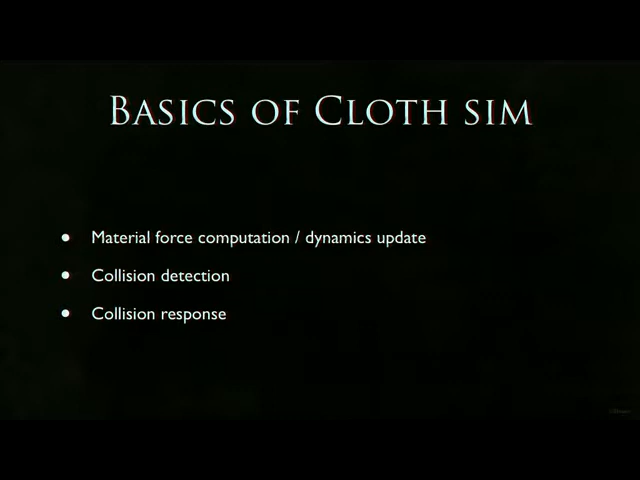 BASICS OF CLOTH SIM
• Material force computation / dynamics update
• Collision detection
• Collision response